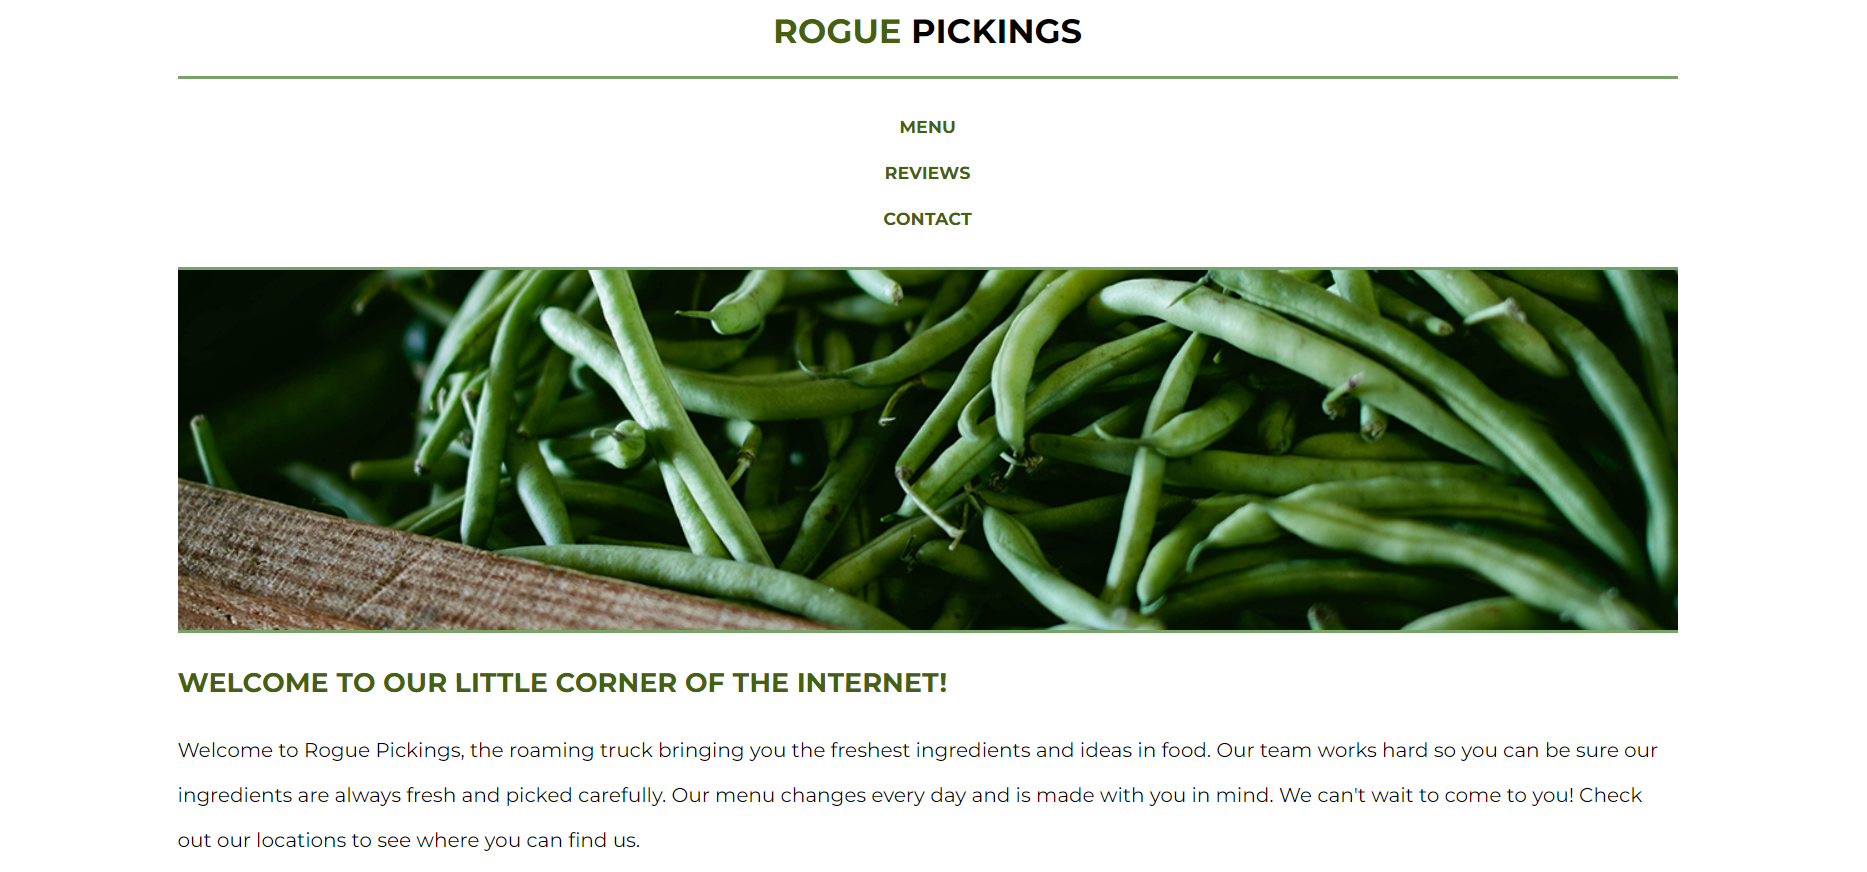 ROGUE PICKINGS
MENU
REVIEWS
CONTACT
WELCOME TO OUR LITTLE CORNER OF THE INTERNET!
Welcome to Rogue Pickings, the roaming truck bringing you the freshest ingredients and ideas in food. Our team works hard so you can be sure our
ingredients are always fresh and picked carefully. Our menu changes every day and is made with you in mind. We can't wait to come to you! Check
out our locations to see where you can find us.